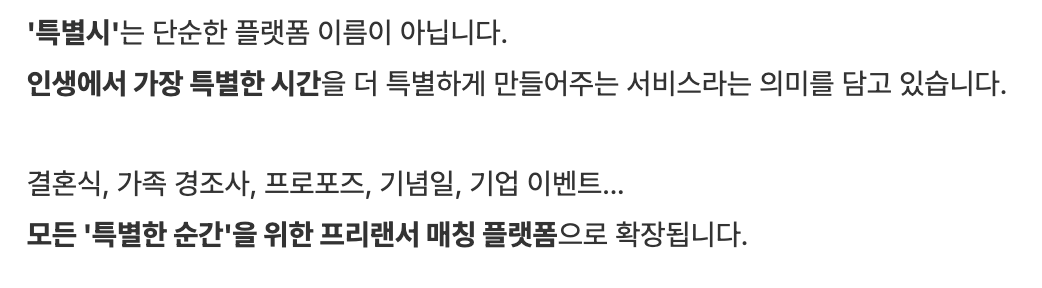 '특별시'는 단순한 플랫폼 이름이 아닙니다.
인생에서 가장 특별한 시간을 더 특별하게 만들어주는 서비스라는 의미를 담고 있습니다.
결혼식, 가족 경조사, 프로포즈, 기념일, 기업 이벤트...
모든 '특별한 순간'을 위한 프리랜서 매칭 플랫폼으로 확장됩니다.